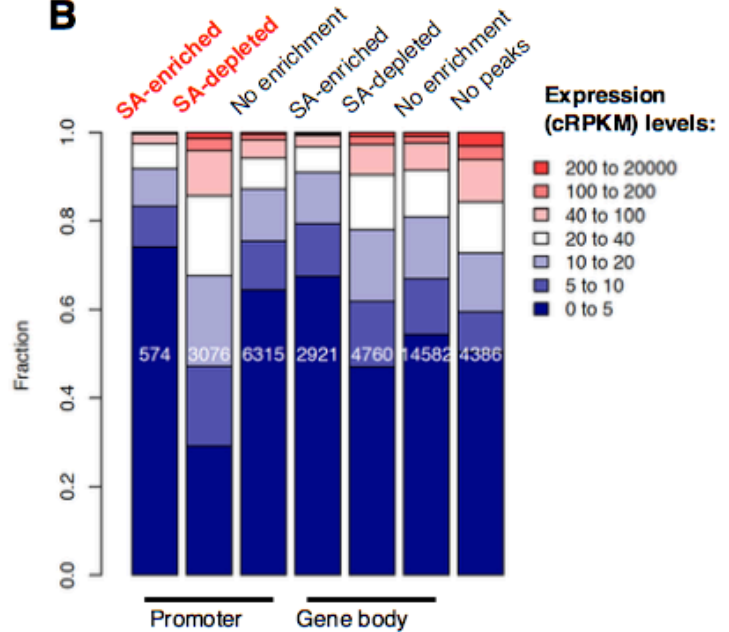 B
SA-enriched
SA-depleted
No enrichment
SA-enriched
SA-depleted
No enrichment
No peaks
Expression
(cRPKM) levels:
200 to 20000
100 to 200
40 to 100
20 to 40
10 to 20
5 to 10
0 to 5
Fraction
1.0
0.8
0.6
0.4
0.2
0.0
574 3076 6315 2921 4760 14582 4386
Promoter Gene body